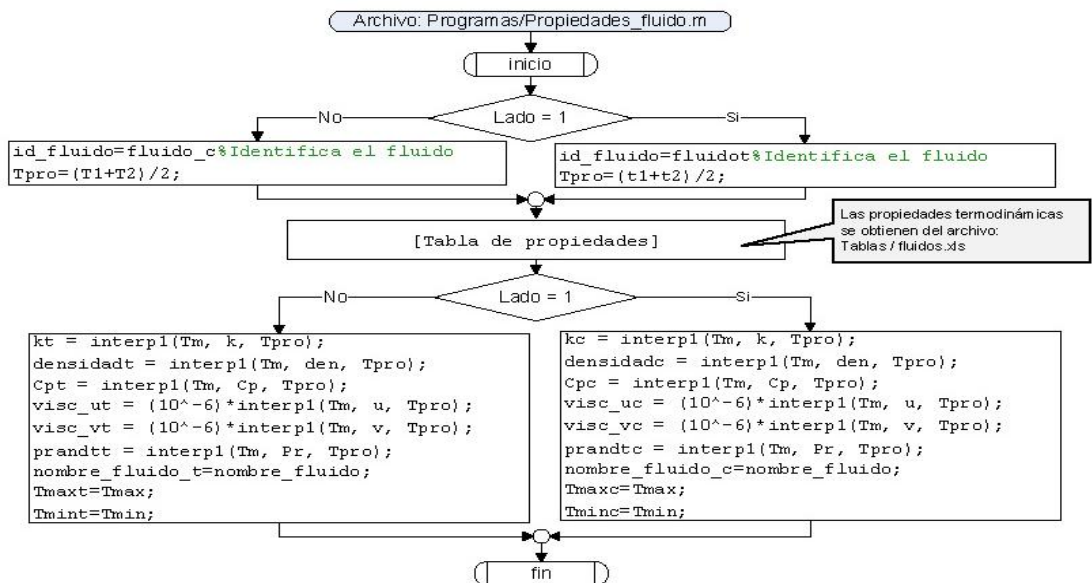 Archivo: Programas/Propiedades_fluido.m
inicio
Lado = 1
No
Si
id_fluido=fluido_c%Identifica el fluido
Tpro=(T1+T2)/2;
id_fluido=fluidot%Identifica el fluido
Tpro=(t1+t2)/2;
[Tabla de propiedades]
Las propiedades termodinámicas
se obtienen del archivo:
Tablas / fluidos.xls
Lado = 1
No
Si
kt = interp1(Tm, k, Tpro);
densidadt = interp1(Tm, den, Tpro);
Cpt = interp1(Tm, Cp, Tpro);
visc_ut = (10^-6)*interp1(Tm, u, Tpro);
visc_vt = (10^-6)*interp1(Tm, v, Tpro);
prandtt = interp1(Tm, Pr, Tpro);
nombre_fluido_t=nombre_fluido;
Tmaxt=Tmax;
Tmint=Tmin;
kc = interp1(Tm, k, Tpro);
densidadc = interp1(Tm, den, Tpro);
Cpc = interp1(Tm, Cp, Tpro);
visc_uc = (10^-6)*interp1(Tm, u, Tpro);
visc_vc = (10^-6)*interp1(Tm, v, Tpro);
prandtc = interp1(Tm, Pr, Tpro);
nombre_fluido_c=nombre_fluido;
Tmaxc=Tmax;
Tminc=Tmin;
fin